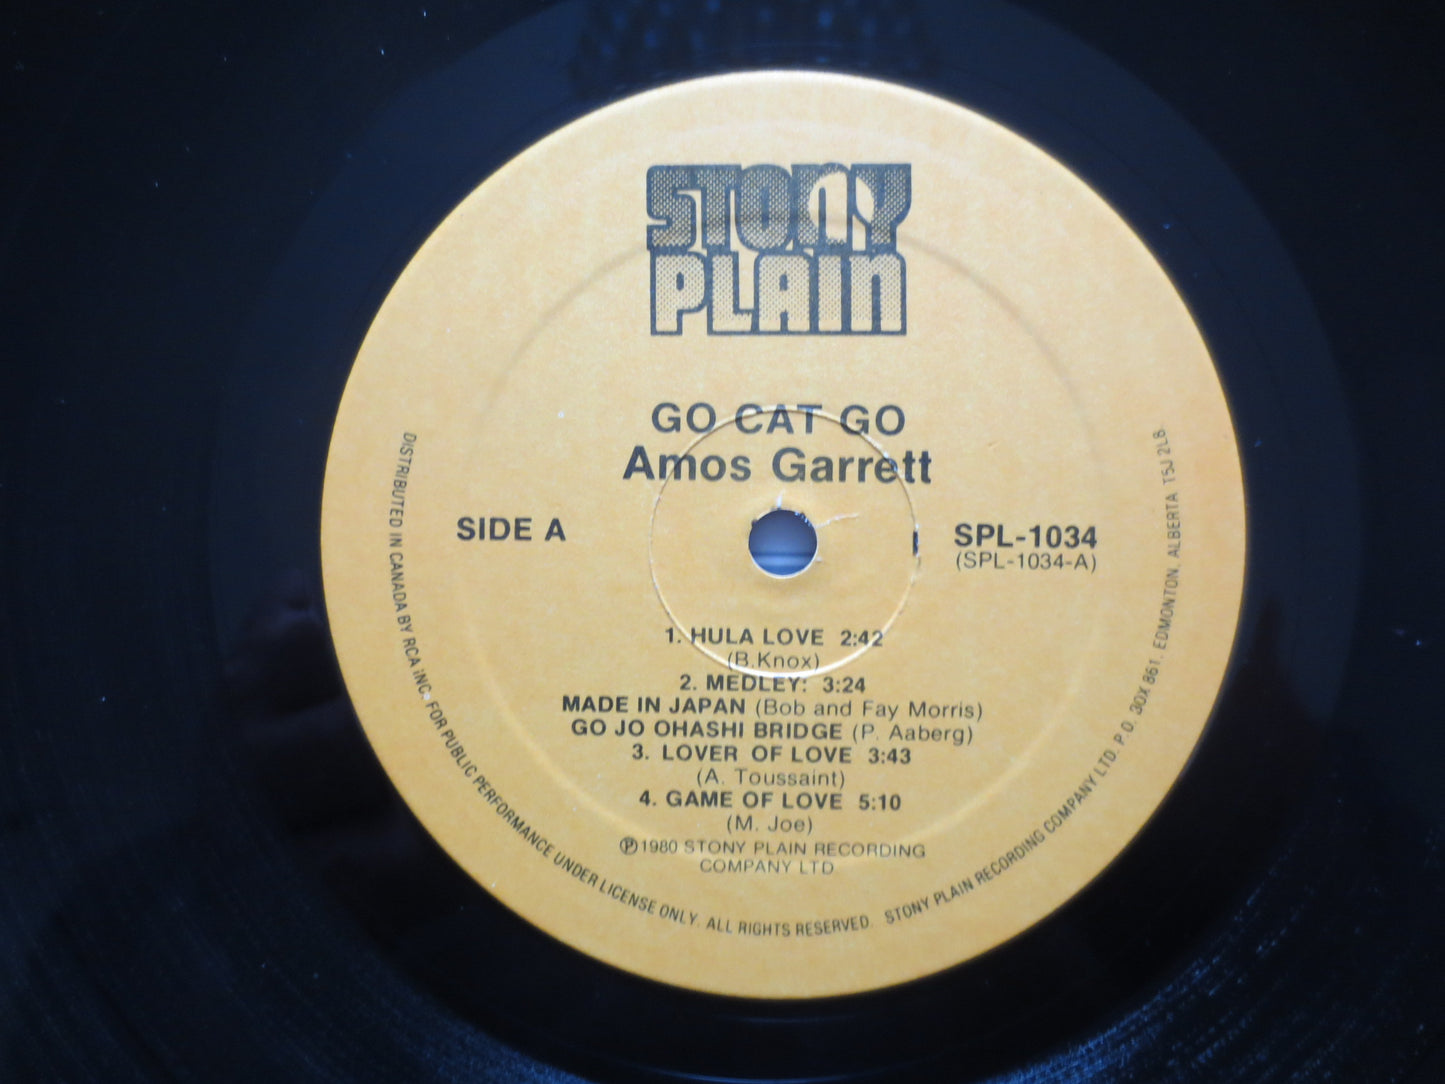 STONY
PLAIN
GO CAT GO
Amos Garrett
SIDE A
SPL-1034
(SPL-1034-A)
1. HULA LOVE 2:42
(B.Knox)
2. MEDLEY: 3:24
MADE IN JAPAN (Bob and Fay Morris)
GO JO OHASHI BRIDGE (P. Aaberg)
3. LOVER OF LOVE 3:43
(A. Toussaint)
4. GAME OF LOVE 5:10
(M. Joe)
℗1980 STONY PLAIN RECORDING
COMPANY LTD
DISTRIBUTED IN CANADA BY RCA INC. FOR PUBLIC PERFORMANCE UNDER LICENSE ONLY. ALL RIGHTS RESERVED. STONY PLAIN RECORDING COMPANY LTD. P.O. 30X 861, EDMONTON, ALBERTA T5J 2L8.